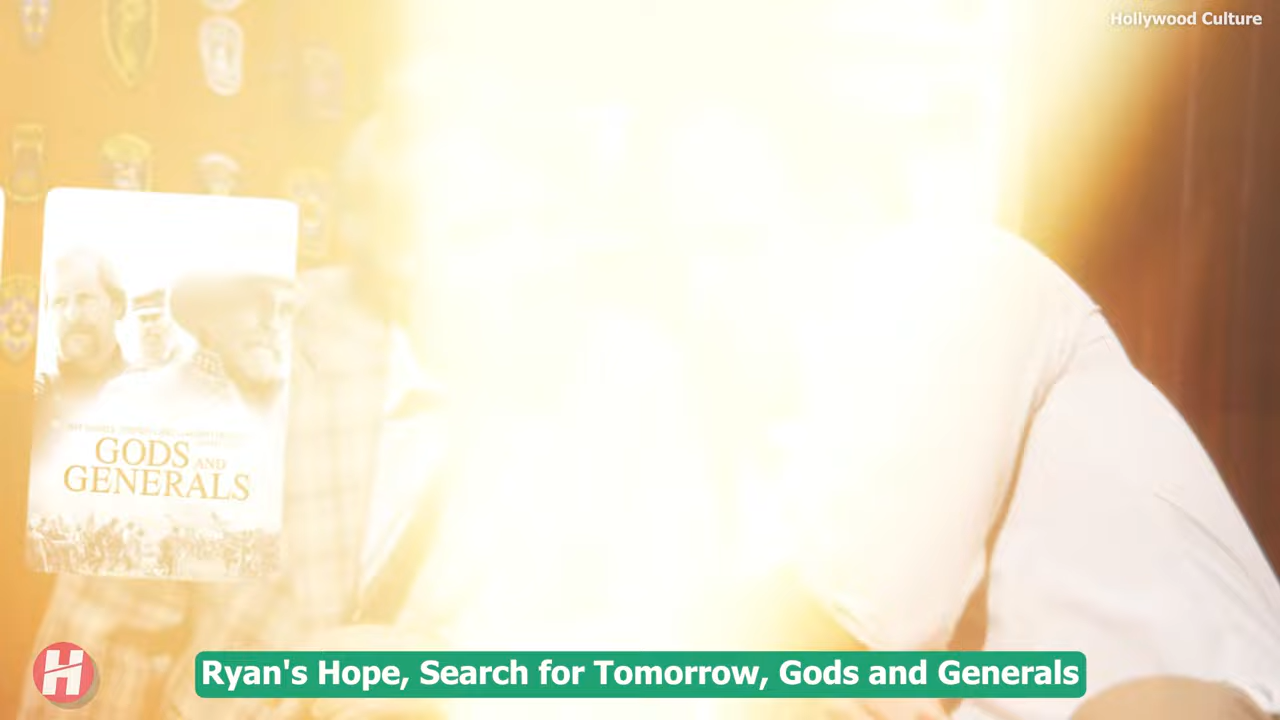 Hollywood Culture
GODS AND
GENERALS
H
Ryan's Hope, Search for Tomorrow, Gods and Generals